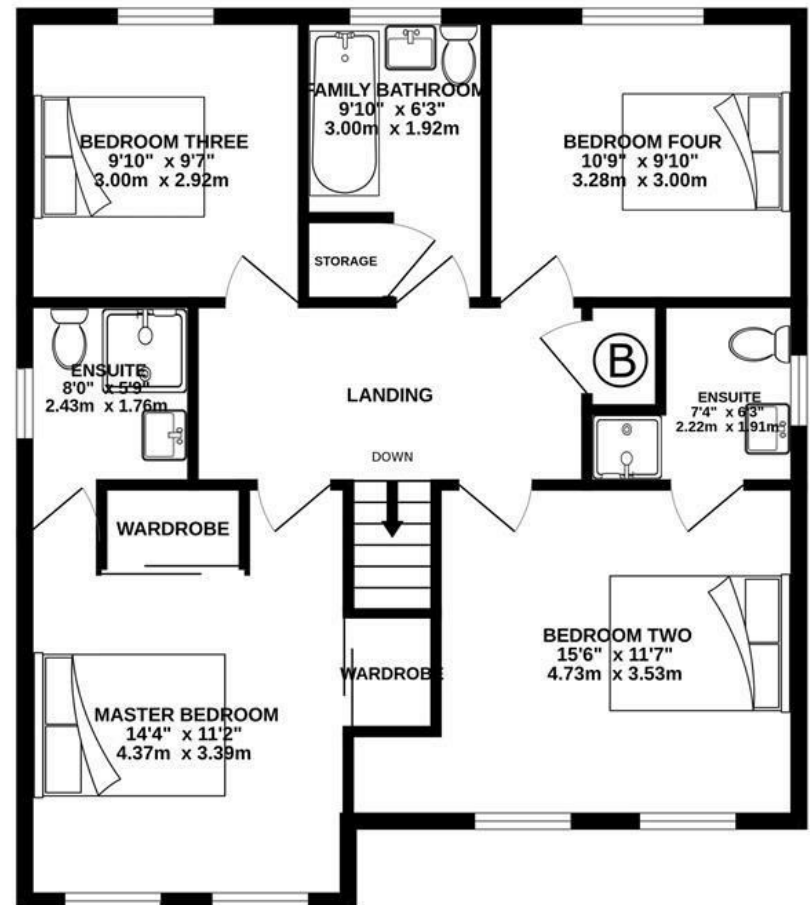 FAMILY BATHROOM
9'10" x 6'3"
3.00m x 1.92m
BEDROOM THREE
9'10" x 9'7"
3.00m x 2.92m
BEDROOM FOUR
10'9" x 9'10"
3.28m x 3.00m
STORAGE
ENSUITE
8'0" x 5'9"
2.43m x 1.76m
LANDING
B
ENSUITE
7'4" x 6'3"
2.22m x 1.91m
DOWN
WARDROBE
WARDROBE
BEDROOM TWO
15'6" x 11'7"
4.73m x 3.53m
MASTER BEDROOM
14'4" x 11'2"
4.37m x 3.39m